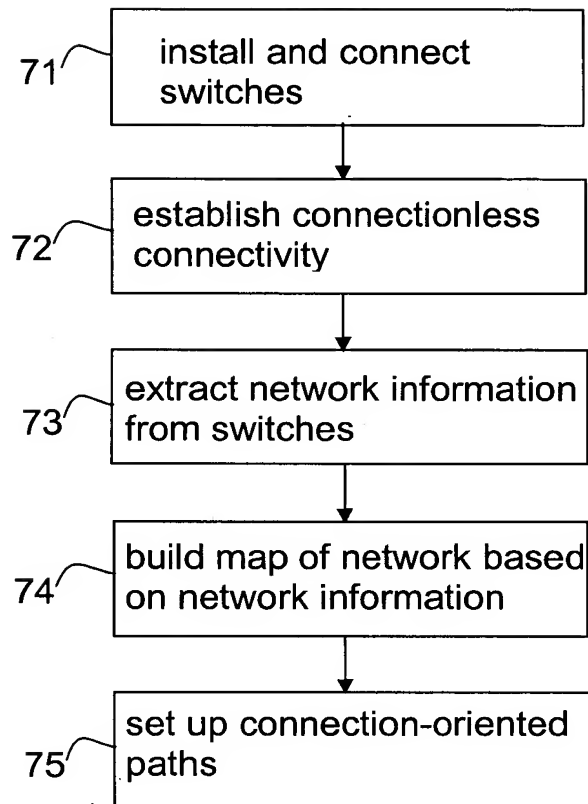 71
install and connect
switches
72
establish connectionless
connectivity
73
extract network information
from switches
74
build map of network based
on network information
75
set up connection-oriented
paths